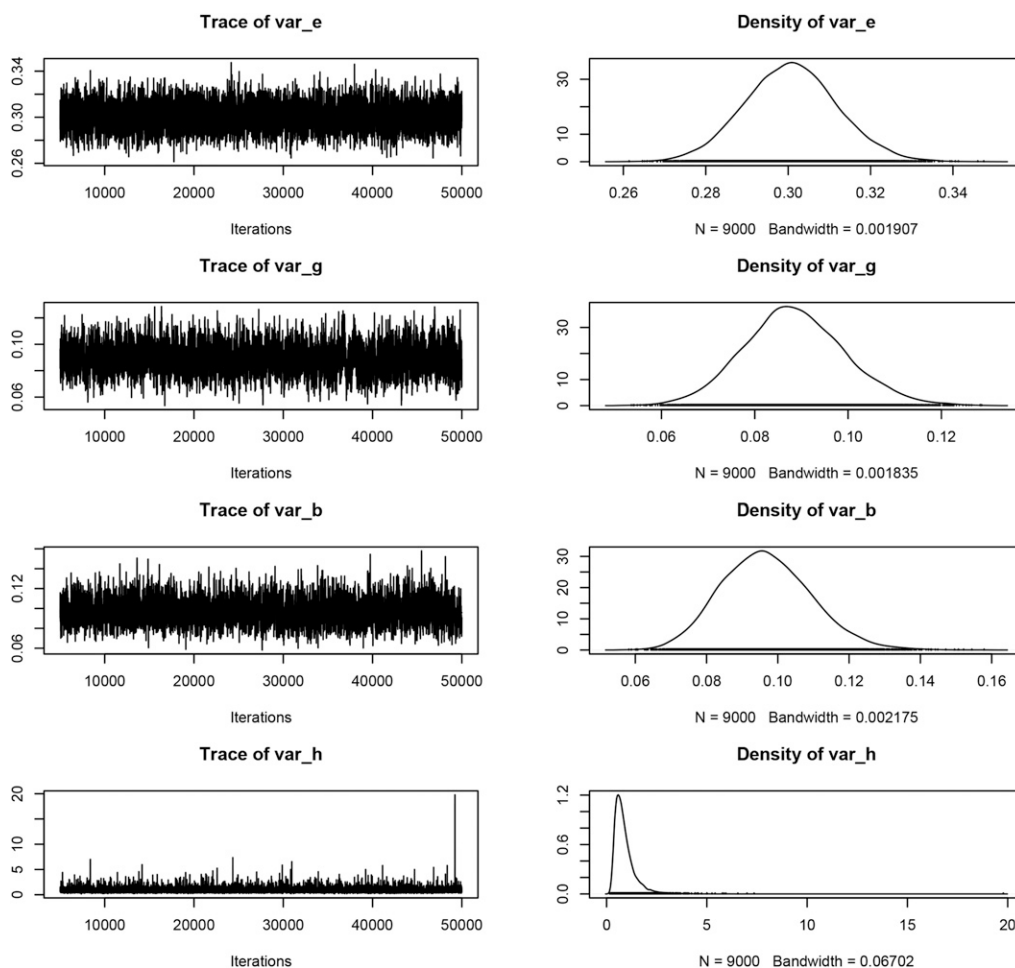 Trace of var_e
0.26 0.30 0.34
10000 20000 30000 40000 50000
Iterations
Density of var_e
0 10 30
0.26 0.28 0.30 0.32 0.34
N = 9000 Bandwidth = 0.001907
Trace of var_g
0.06 0.10
10000 20000 30000 40000 50000
Iterations
Density of var_g
0 10 30
0.06 0.08 0.10 0.12
N = 9000 Bandwidth = 0.001835
Trace of var_b
0.06 0.12
10000 20000 30000 40000 50000
Iterations
Density of var_b
0 10 20 30
0.06 0.08 0.10 0.12 0.14 0.16
N = 9000 Bandwidth = 0.002175
Trace of var_h
0 5 10 20
10000 20000 30000 40000 50000
Iterations
Density of var_h
0.0 0.6 1.2
0 5 10 15 20
N = 9000 Bandwidth = 0.06702